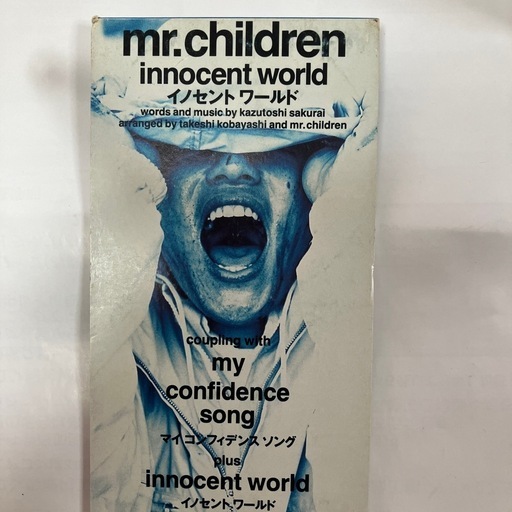 mr.children
innocent world
イノセント ワールド
words and music by kazutoshi sakurai
arranged by takeshi kobayashi and mr.children
coupling with
my
confidence
song
マイ コンフィデンス ソング
plus
innocent world
イノセント ワールド